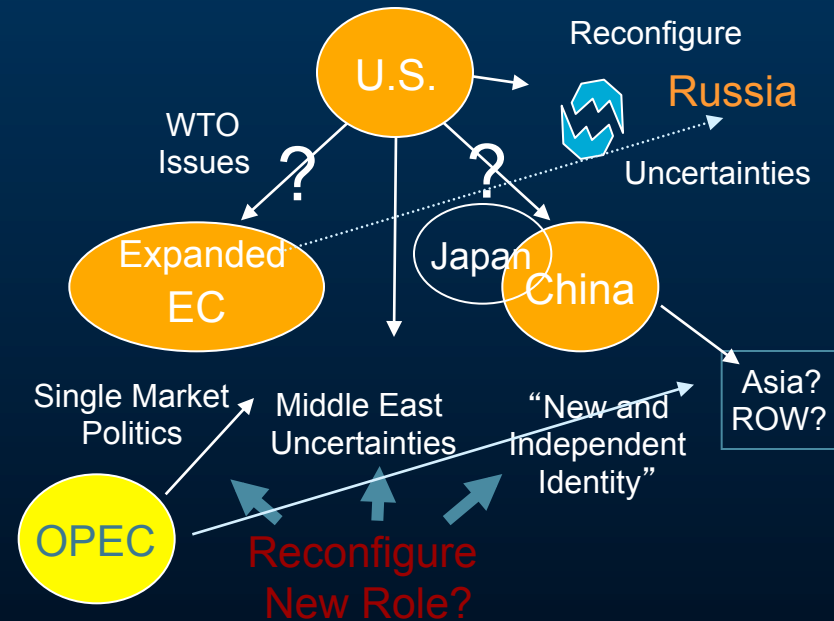 Reconfigure
U.S.
Russia
WTO
Issues
?
?
Uncertainties
Expanded
EC
Japan
China
Asia?
ROW?
Single Market
Politics
Middle East
Uncertainties
“New and
Independent
Identity”
OPEC
Reconfigure
New Role?